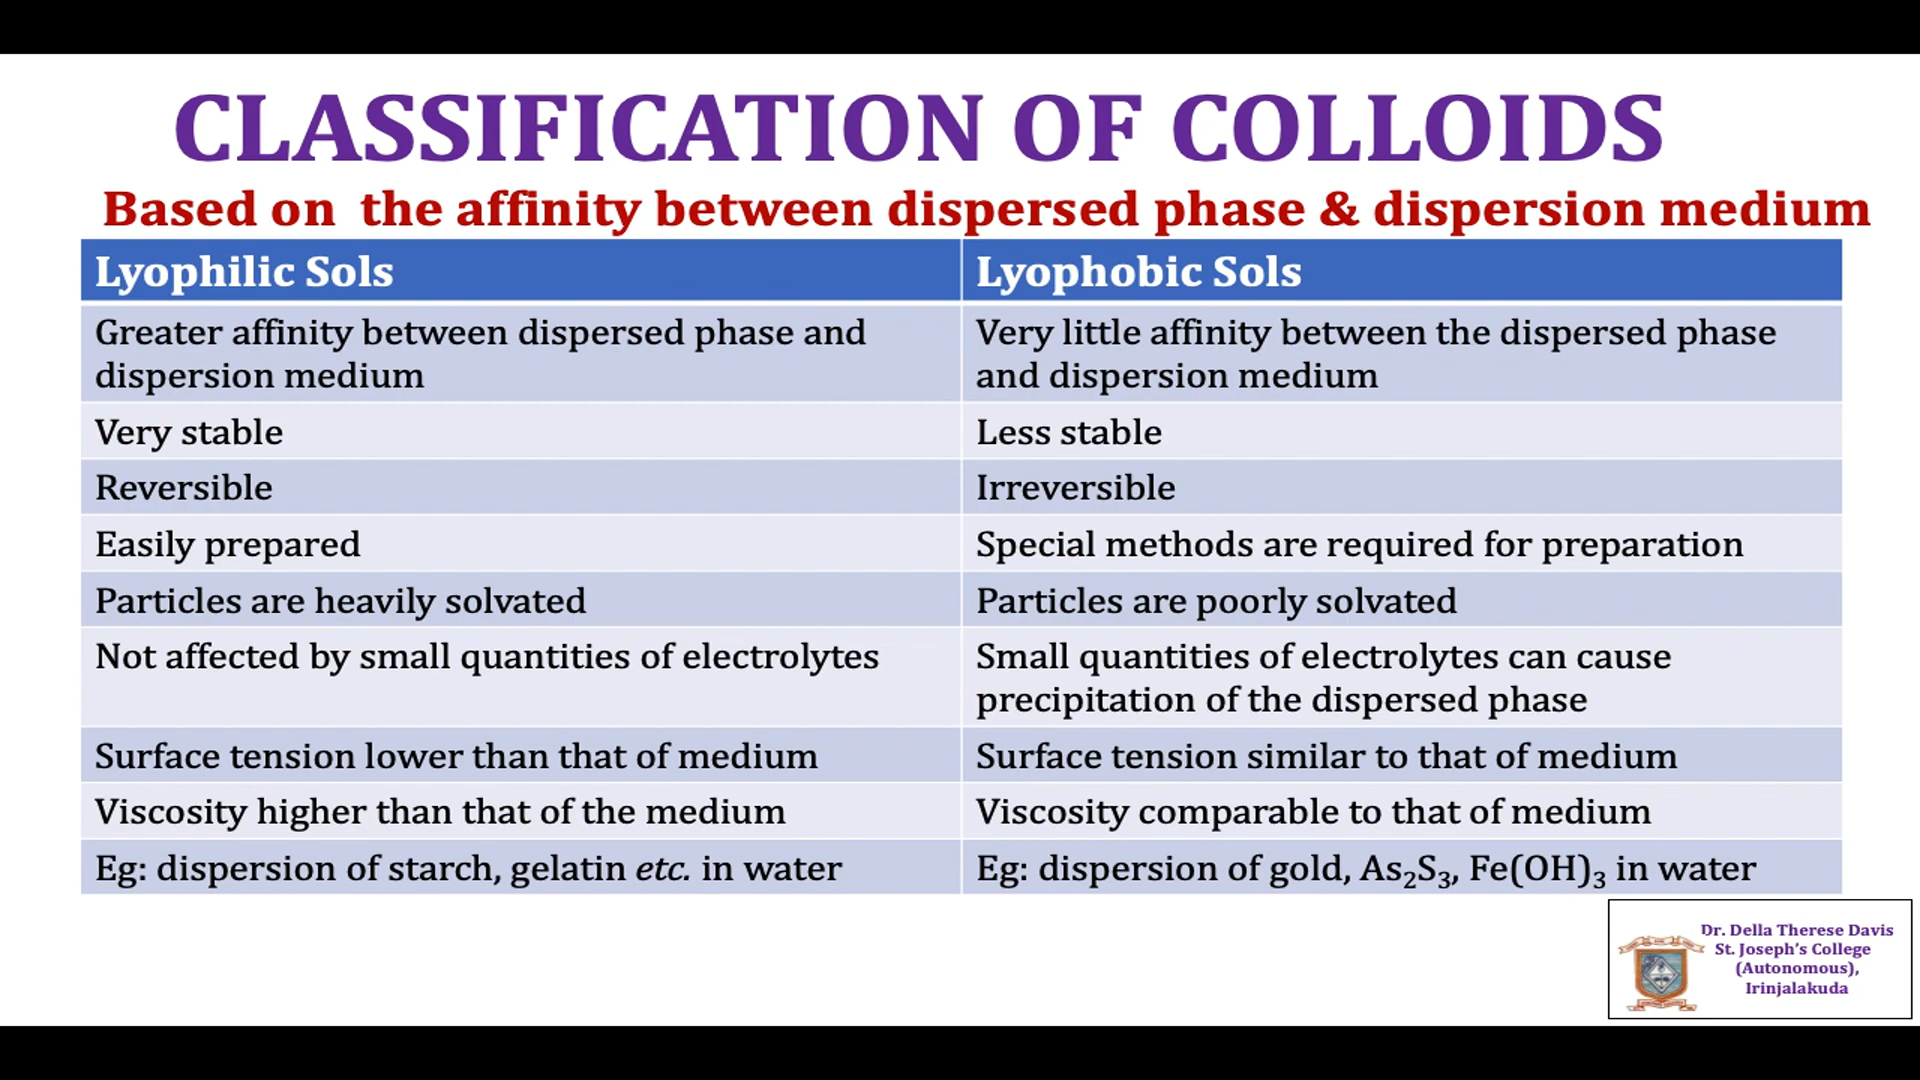 CLASSIFICATION OF COLLOIDS
Based on the affinity between dispersed phase & dispersion medium
Lyophilic Sols
Lyophobic Sols
Greater affinity between dispersed phase and
dispersion medium
Very little affinity between the dispersed phase
and dispersion medium
Very stable
Less stable
Reversible
Irreversible
Easily prepared
Special methods are required for preparation
Particles are heavily solvated
Particles are poorly solvated
Not affected by small quantities of electrolytes
Small quantities of electrolytes can cause
precipitation of the dispersed phase
Surface tension lower than that of medium
Surface tension similar to that of medium
Viscosity higher than that of the medium
Viscosity comparable to that of medium
Eg: dispersion of starch, gelatin etc. in water
Eg: dispersion of gold, As₂S₃, Fe(OH)₃ in water
Dr. Della Therese Davis
St. Joseph's College
(Autonomous),
Irinjalakuda